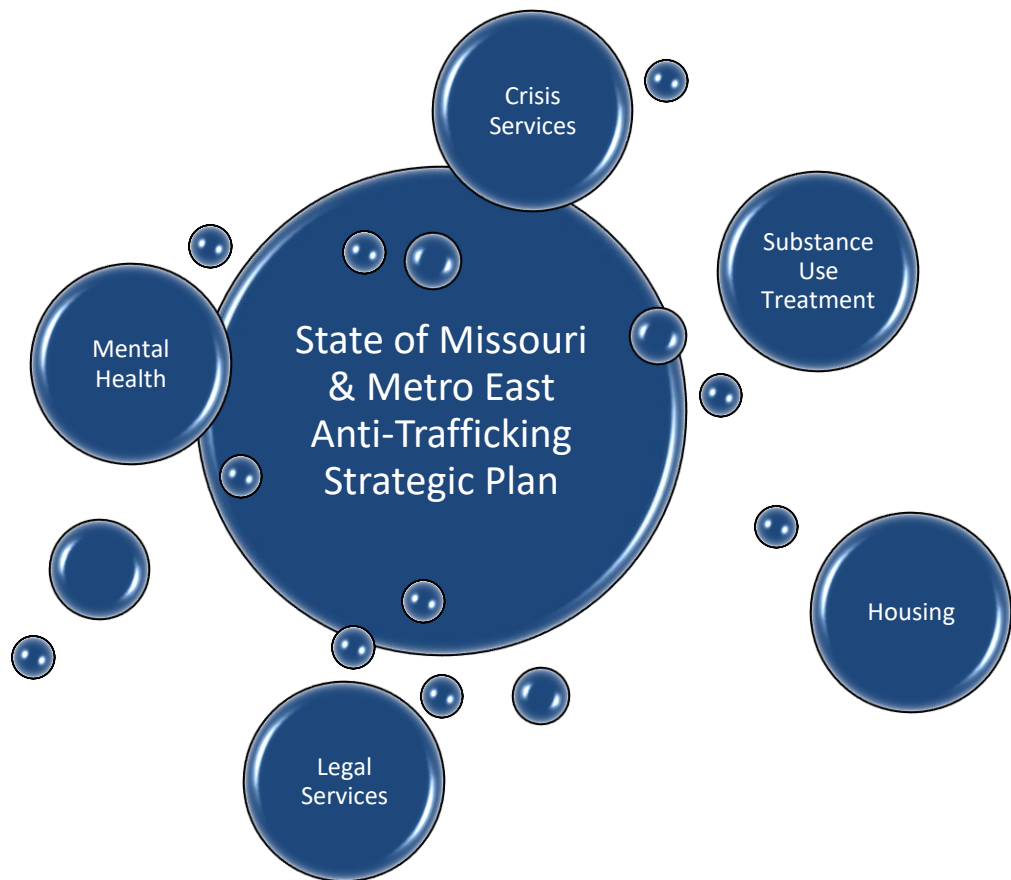 Crisis
Services
Substance
Use
Treatment
Mental
Health
State of Missouri
& Metro East
Anti-Trafficking
Strategic Plan
Housing
Legal
Services